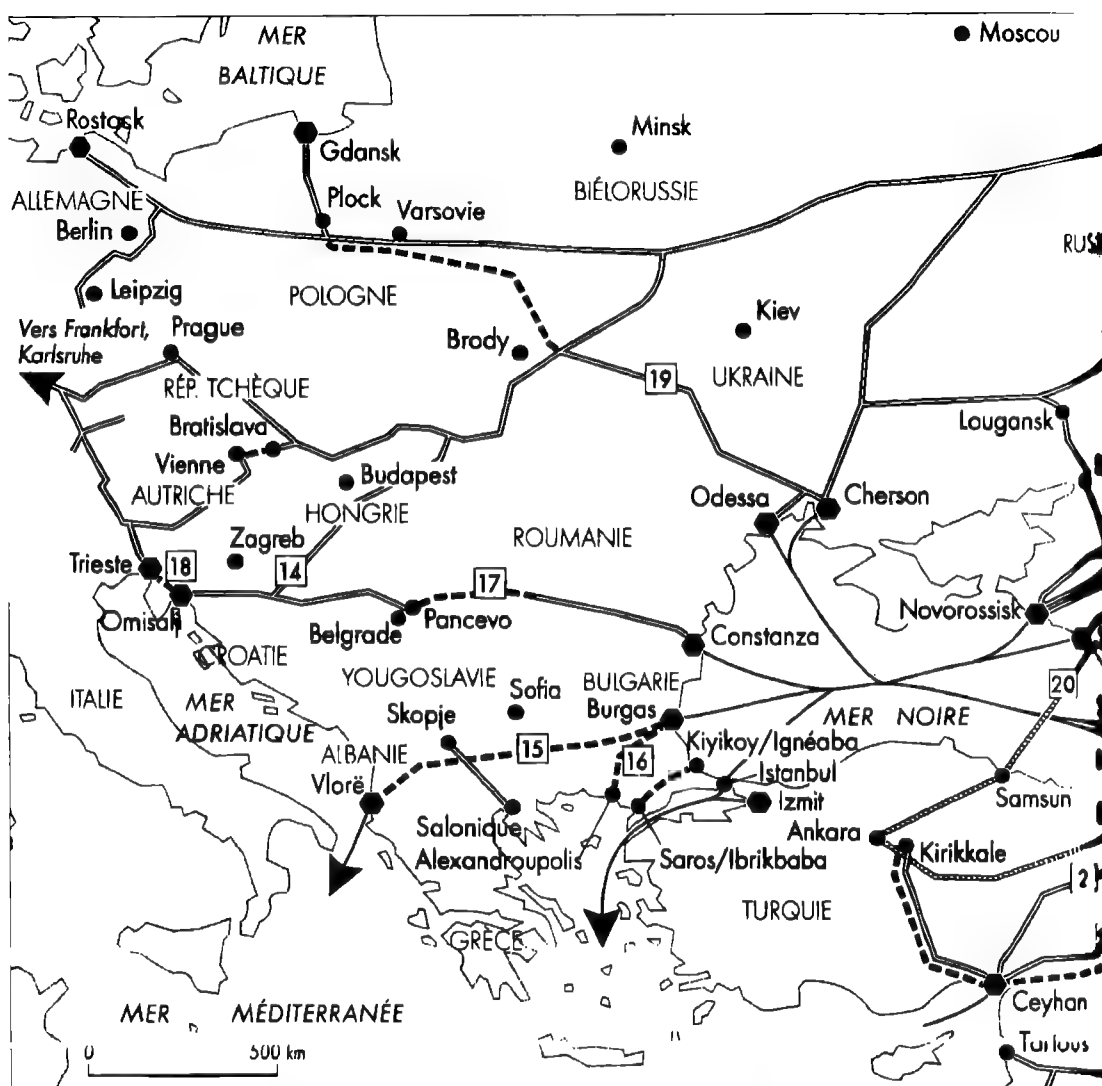 MER
BALTIQUE
Moscou
Rostock
Gdansk
Minsk
ALLEMAGNE
Plock
Varsovie
BIÉLORUSSIE
Berlin
Leipzig
POLOGNE
Vers Frankfort,
Karlsruhe
Prague
Brody
Kiev
RÉP. TCHÈQUE
19
UKRAINE
Bratislava
Lougansk
Vienne
Budapest
AUTRICHE
HONGRIE
Odessa
Cherson
Zagreb
ROUMANIE
Trieste
18
14
17
Novorossisk
Belgrade
Pancevo
Constanza
CROATIE
YOUGOSLAVIE
BULGARIE
20
ITALIE
MER
ADRIATIQUE
Sofia
Burgas
MER NOIRE
Skopje
15
16
Kiyikoy/Ignéaba
ALBANIE
Istanbul
Vlorë
Izmit
Samsun
Salonique
Ankara
Kirikkale
Alexandroupolis
Saros/Ibrikbaba
2
TURQUIE
GRÈCE
Ceyhan
MER MÉDITERRANÉE
0 500 km